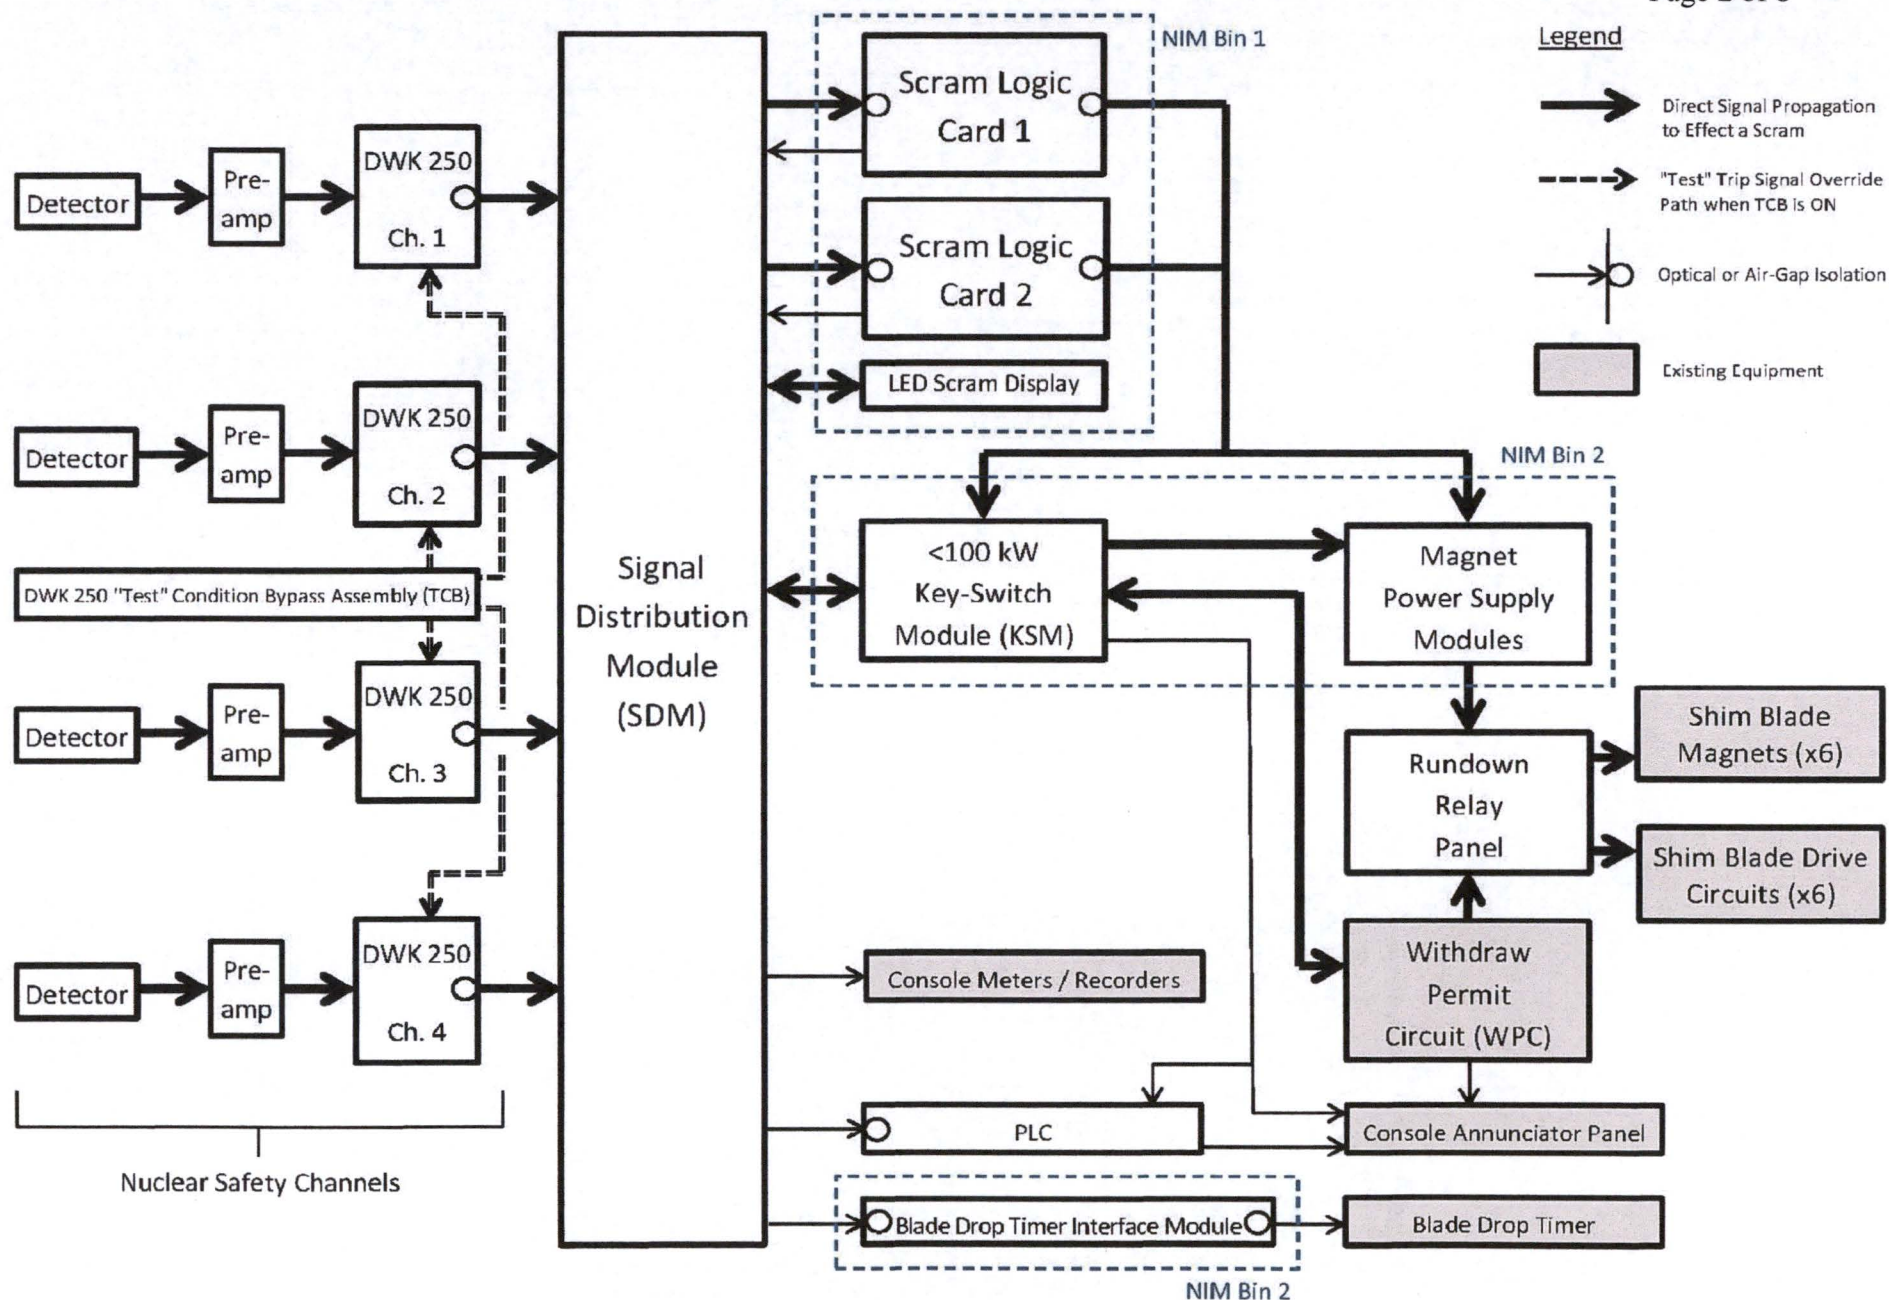 Legend
Direct Signal Propagation
to Effect a Scram
"Test" Trip Signal Override
Path when TCB is ON
Optical or Air-Gap Isolation
Existing Equipment
NIM Bin 1
Scram Logic
Card 1
Scram Logic
Card 2
LED Scram Display
Detector
Pre-
amp
DWK 250
Ch. 1
Detector
Pre-
amp
DWK 250
Ch. 2
DWK 250 "Test" Condition Bypass Assembly (TCB)
Detector
Pre-
amp
DWK 250
Ch. 3
Detector
Pre-
amp
DWK 250
Ch. 4
Nuclear Safety Channels
Signal
Distribution
Module
(SDM)
NIM Bin 2
<100 kW
Key-Switch
Module (KSM)
Magnet
Power Supply
Modules
Rundown
Relay
Panel
Shim Blade
Magnets (x6)
Shim Blade Drive
Circuits (x6)
Withdraw
Permit
Circuit (WPC)
Console Meters / Recorders
PLC
Console Annunciator Panel
Blade Drop Timer Interface Module
Blade Drop Timer
NIM Bin 2